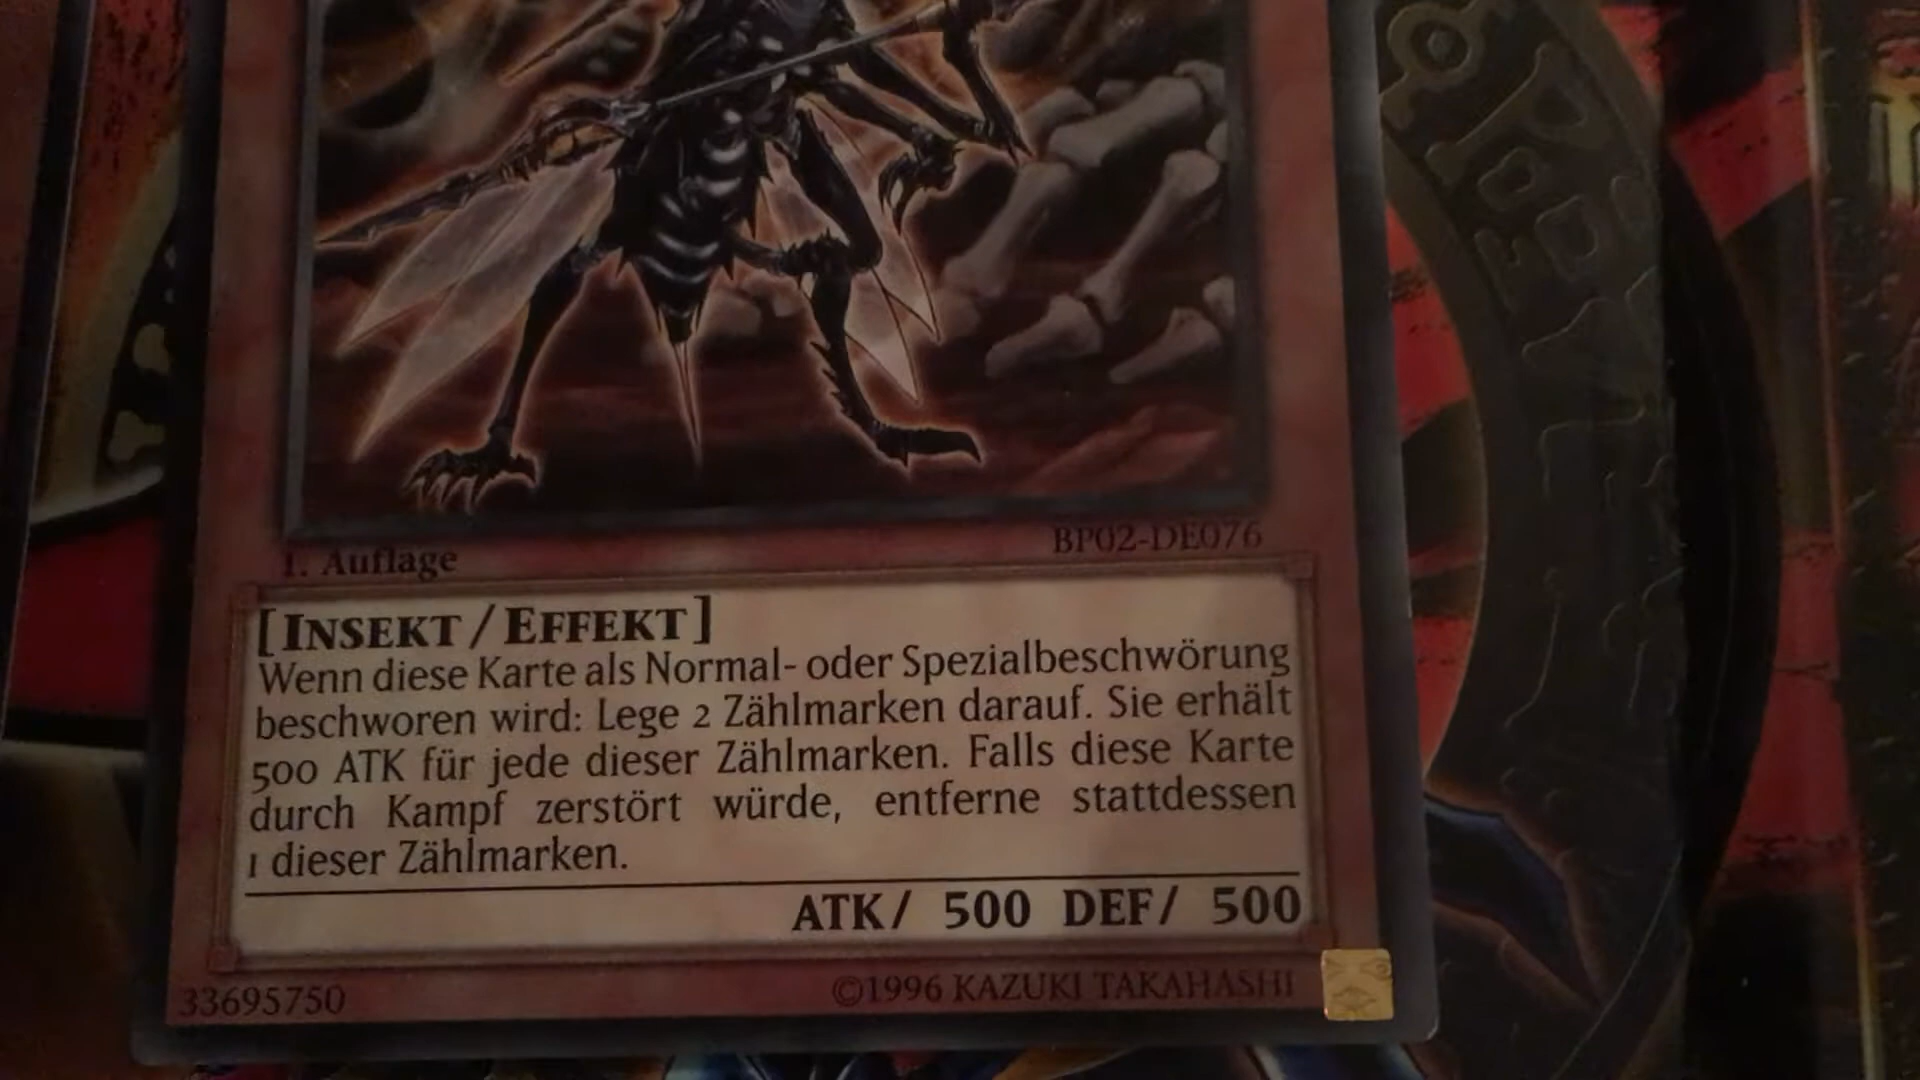 1. Auflage
BP02-DE076
[INSEKT/EFFEKT]
Wenn diese Karte als Normal- oder Spezialbeschwörung
beschworen wird: Lege 2 Zählmarken darauf. Sie erhält
500 ATK für jede dieser Zählmarken. Falls diese Karte
durch Kampf zerstört würde, entferne stattdessen
1 dieser Zählmarken.
ATK/ 500 DEF/ 500
33695750
©1996 KAZUKI TAKAHASHI